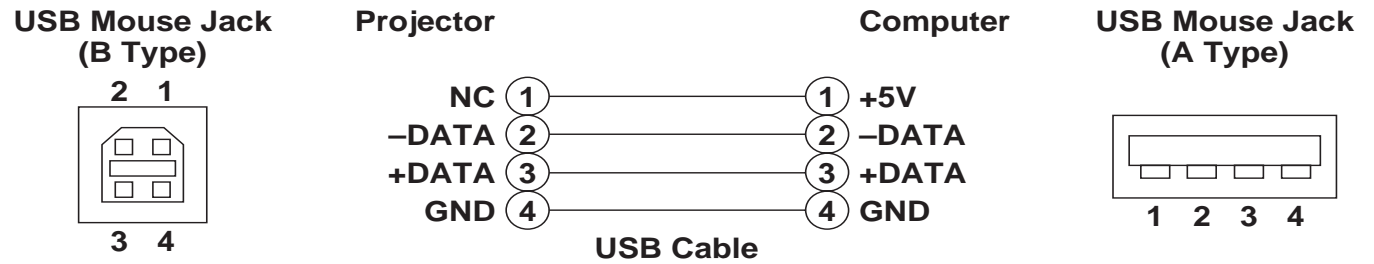 USB Mouse Jack
(B Type)
2 1
3 4
Projector
Computer
NC 1 1 +5V
–DATA 2 2 –DATA
+DATA 3 3 +DATA
GND 4 4 GND
USB Cable
USB Mouse Jack
(A Type)
1 2 3 4